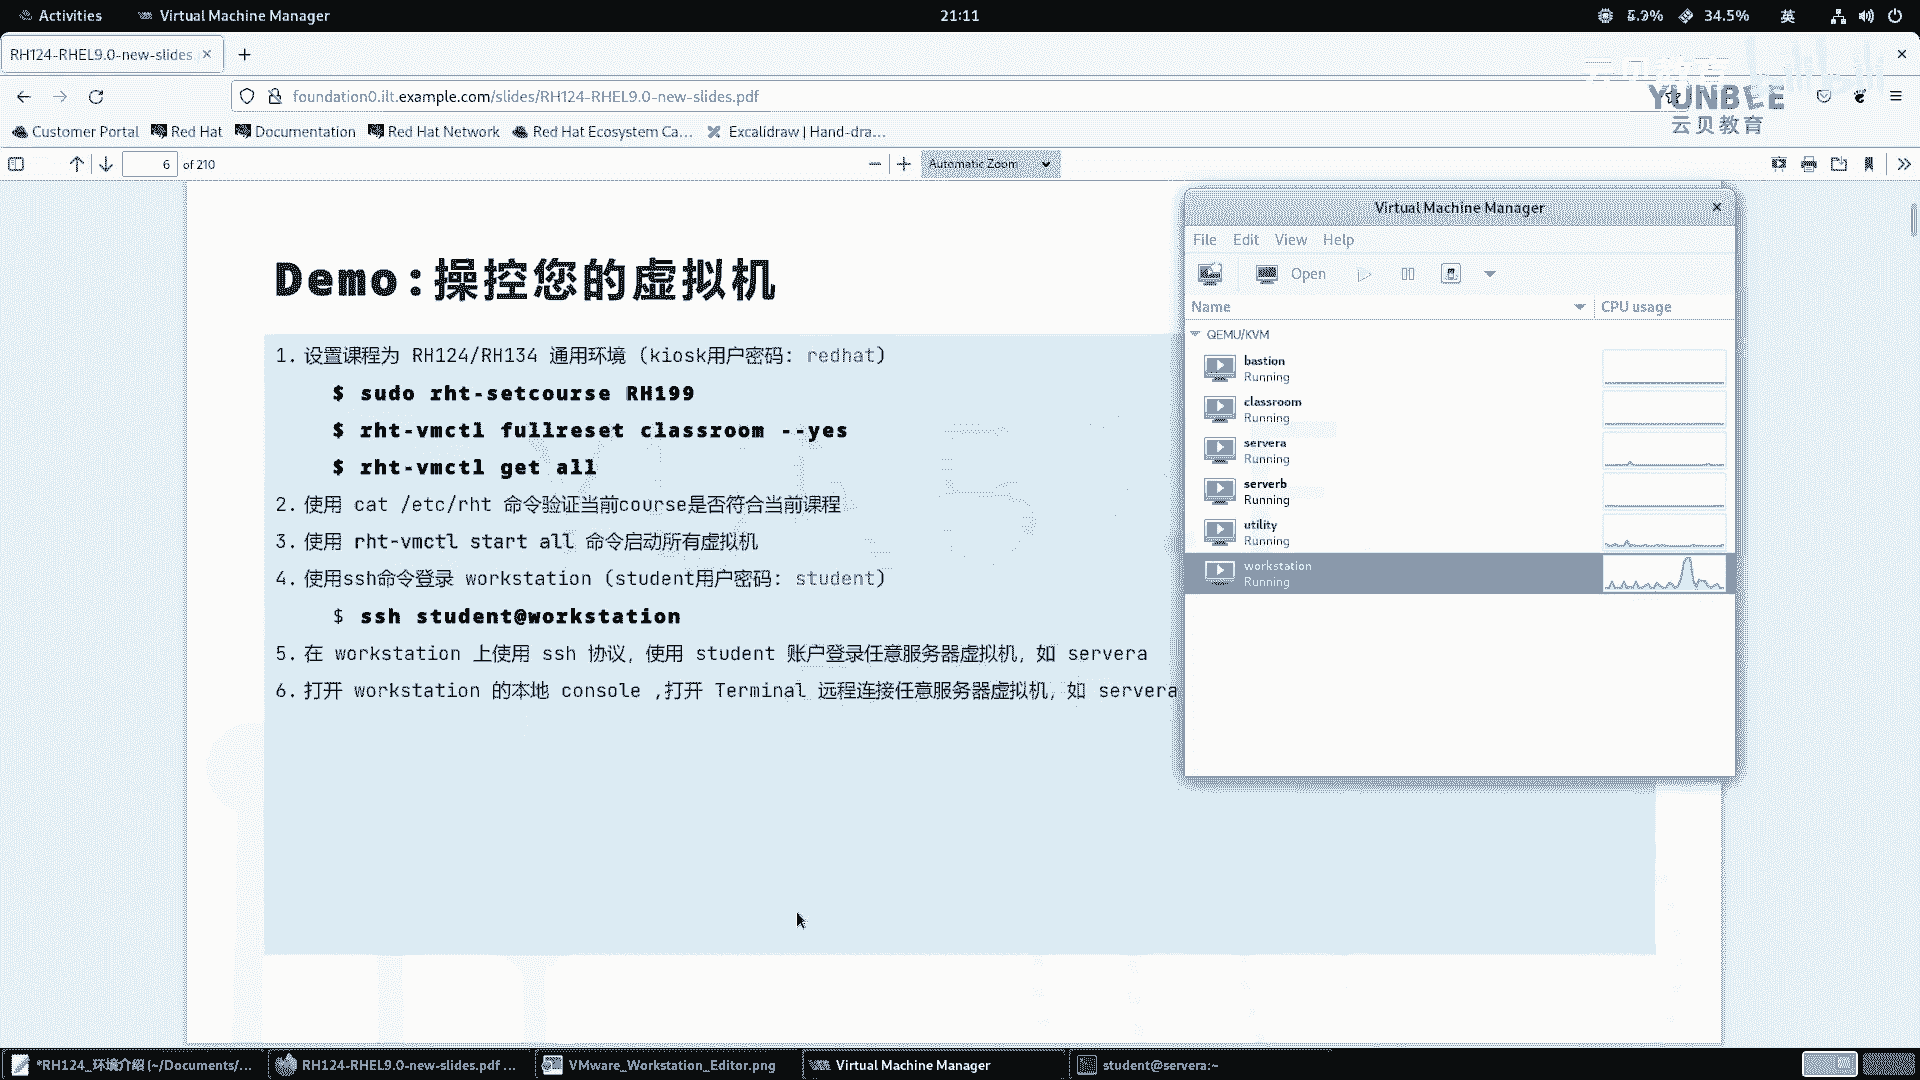 Activities Virtual Machine Manager 21:11 34.5% 英
RH124-RHEL9.0-new-slides
foundation0.ilt.example.com/slides/RH124-RHEL9.0-new-slides.pdf
YUNBEE
云贝教育
Customer Portal Red Hat Documentation Red Hat Network Red Hat Ecosystem Ca... Excalidraw | Hand-dra...
6 of 210 Automatic Zoom
Demo:操控您的虚拟机
1. 设置课程为 RH124/RH134 通用环境 (kiosk用户密码: redhat)
$ sudo rht-setcourse RH199
$ rht-vmctl fullreset classroom --yes
$ rht-vmctl get all
2. 使用 cat /etc/rht 命令验证当前course是否符合当前课程
3. 使用 rht-vmctl start all 命令启动所有虚拟机
4. 使用ssh命令登录 workstation (student用户密码: student)
$ ssh student@workstation
5. 在 workstation 上使用 ssh 协议, 使用 student 账户登录任意服务器虚拟机, 如 servera
6. 打开 workstation 的本地 console ,打开 Terminal 远程连接任意服务器虚拟机, 如 servera
Virtual Machine Manager
File Edit View Help
Open
Name CPU usage
QEMU/KVM
bastion
Running
classroom
Running
servera
Running
serverb
Running
utility
Running
workstation
Running
*RH124_环境介绍 (~/Documents/... RH124-RHEL9.0-new-slides.pdf ... VMware_Workstation_Editor.png Virtual Machine Manager student@servera:~